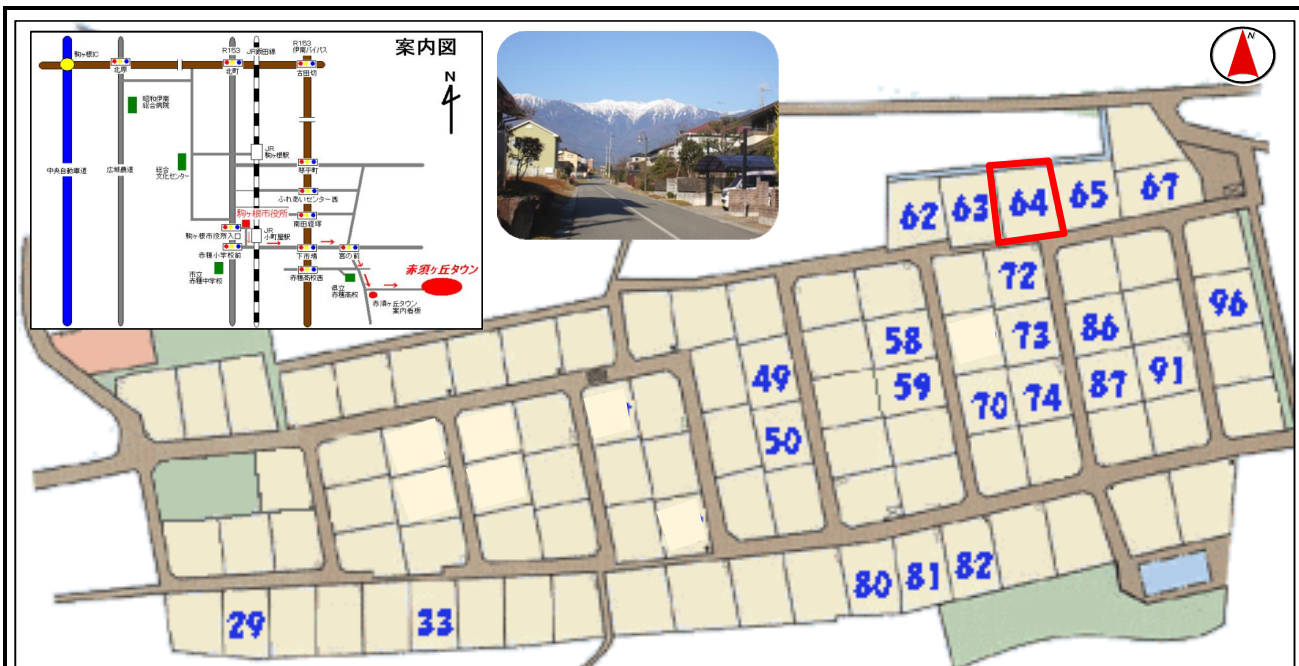 案内図
N
R153
JR飯田線
R153
伊南バイパス
駒ヶ根IC
北原
北町
古田切
昭和伊南
総合病院
JR
駒ヶ根駅
中央自動車道
広域農道
総合
文化センター
琴平町
ふれあいセンター西
駒ヶ根市役所
南田経塚
駒ヶ根市役所入口
JR
小町屋駅
赤穂小学校前
下市場
宮の前
市立
赤穂中学校
赤穂高校西
県立
赤穂高校
赤須ヶ丘タウン
赤須ヶ丘タウン
案内看板
N
62
63
64
65
67
72
73
86
96
58
59
49
50
70
74
87
91
80
81
82
29
33